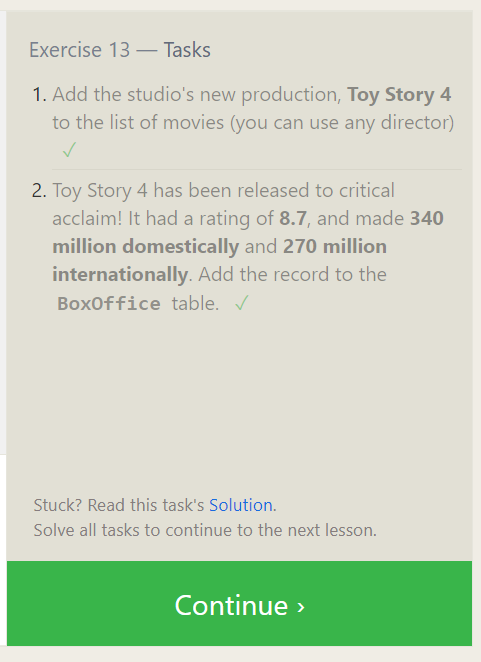 Exercise 13 — Tasks
1. Add the studio's new production, Toy Story 4
to the list of movies (you can use any director)
✓
2. Toy Story 4 has been released to critical
acclaim! It had a rating of 8.7, and made 340
million domestically and 270 million
internationally. Add the record to the
BoxOffice table. ✓
Stuck? Read this task's Solution.
Solve all tasks to continue to the next lesson.
Continue ›